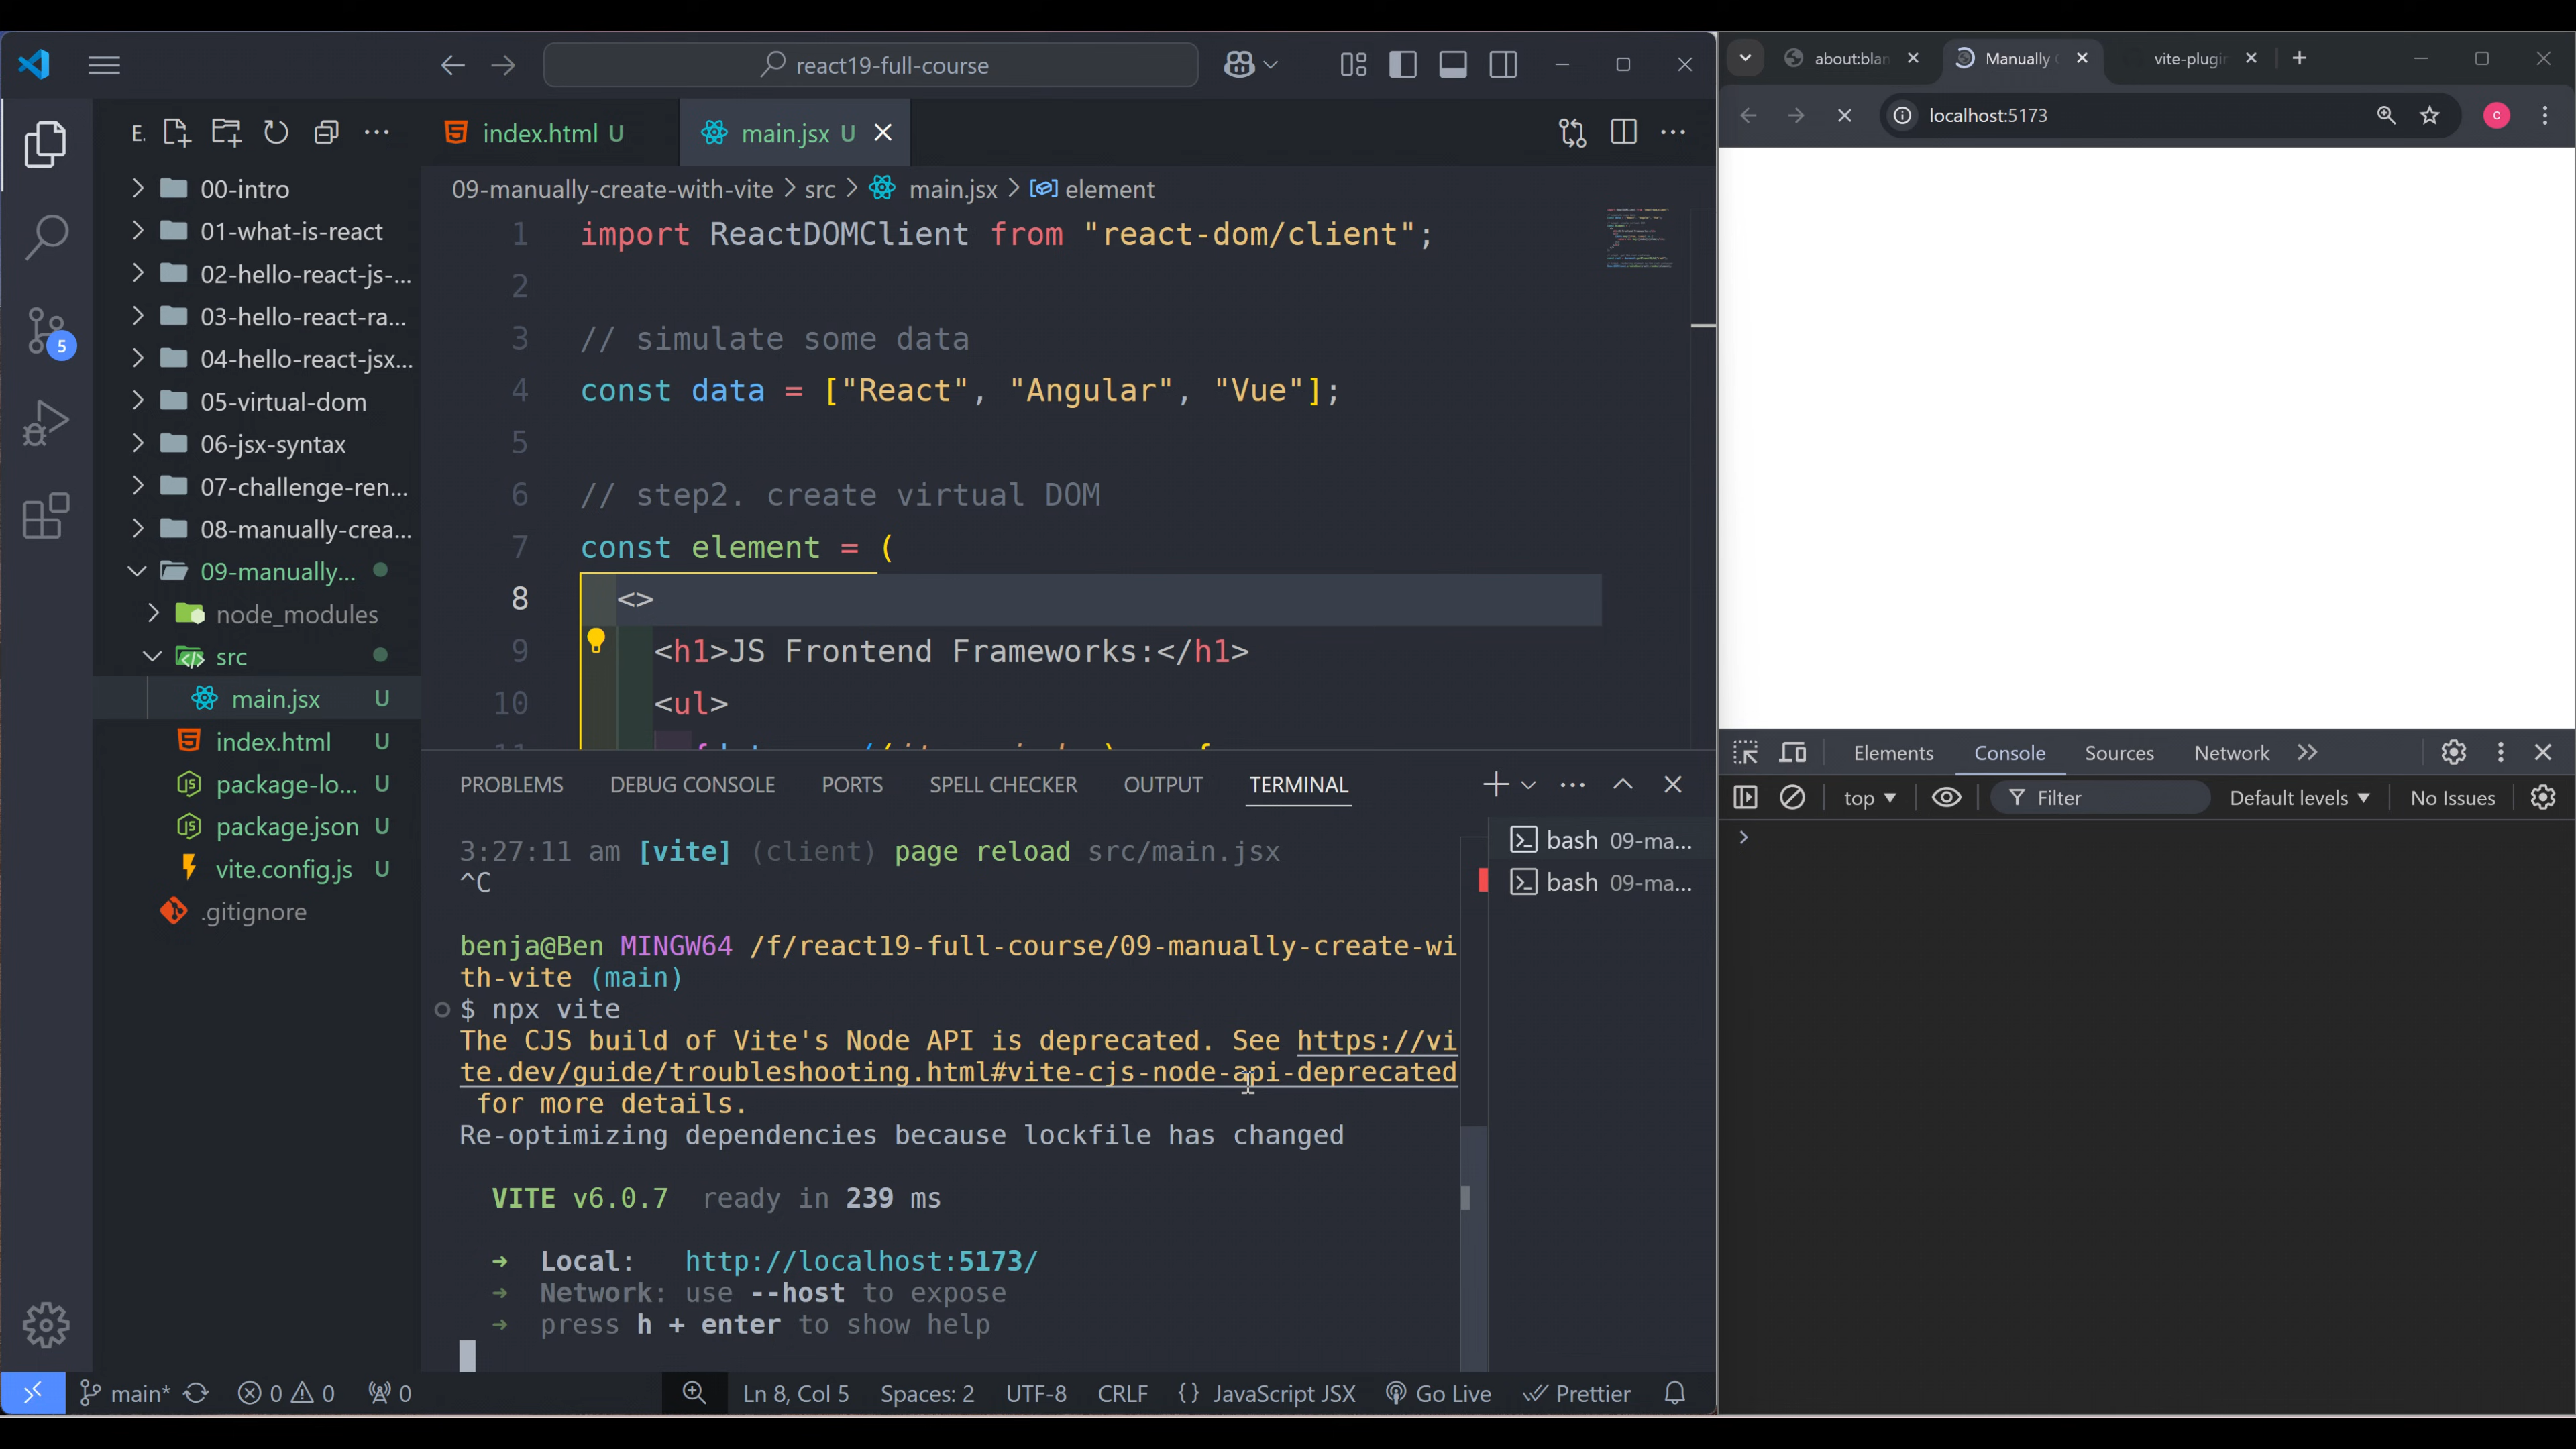 react19-full-course
E.
00-intro
01-what-is-react
02-hello-react-js-...
03-hello-react-ra...
04-hello-react-jsx...
05-virtual-dom
06-jsx-syntax
07-challenge-ren...
08-manually-crea...
09-manually...
node_modules
src
main.jsx U
index.html U
package-lo... U
package.json U
vite.config.js U
.gitignore
5
index.html U
main.jsx U
09-manually-create-with-vite > src > main.jsx > element
1 import ReactDOMClient from "react-dom/client";
2
3 // simulate some data
4 const data = ["React", "Angular", "Vue"];
5
6 // step2. create virtual DOM
7 const element = (
8 <>
9 <h1>JS Frontend Frameworks:</h1>
10 <ul>
PROBLEMS DEBUG CONSOLE PORTS SPELL CHECKER OUTPUT TERMINAL
3:27:11 am [vite] (client) page reload src/main.jsx
^C
benja@Ben MINGW64 /f/react19-full-course/09-manually-create-wi
th-vite (main)
$ npx vite
The CJS build of Vite's Node API is deprecated. See https://vi
te.dev/guide/troubleshooting.html#vite-cjs-node-api-deprecated
for more details.
Re-optimizing dependencies because lockfile has changed
VITE v6.0.7 ready in 239 ms
➜ Local: http://localhost:5173/
➜ Network: use --host to expose
➜ press h + enter to show help
bash 09-ma...
bash 09-ma...
main* 0 0 0 Ln 8, Col 5 Spaces: 2 UTF-8 CRLF {} JavaScript JSX Go Live Prettier
about:blan
Manually
vite-plugin
localhost:5173
c
Elements Console Sources Network
top Filter Default levels No Issues